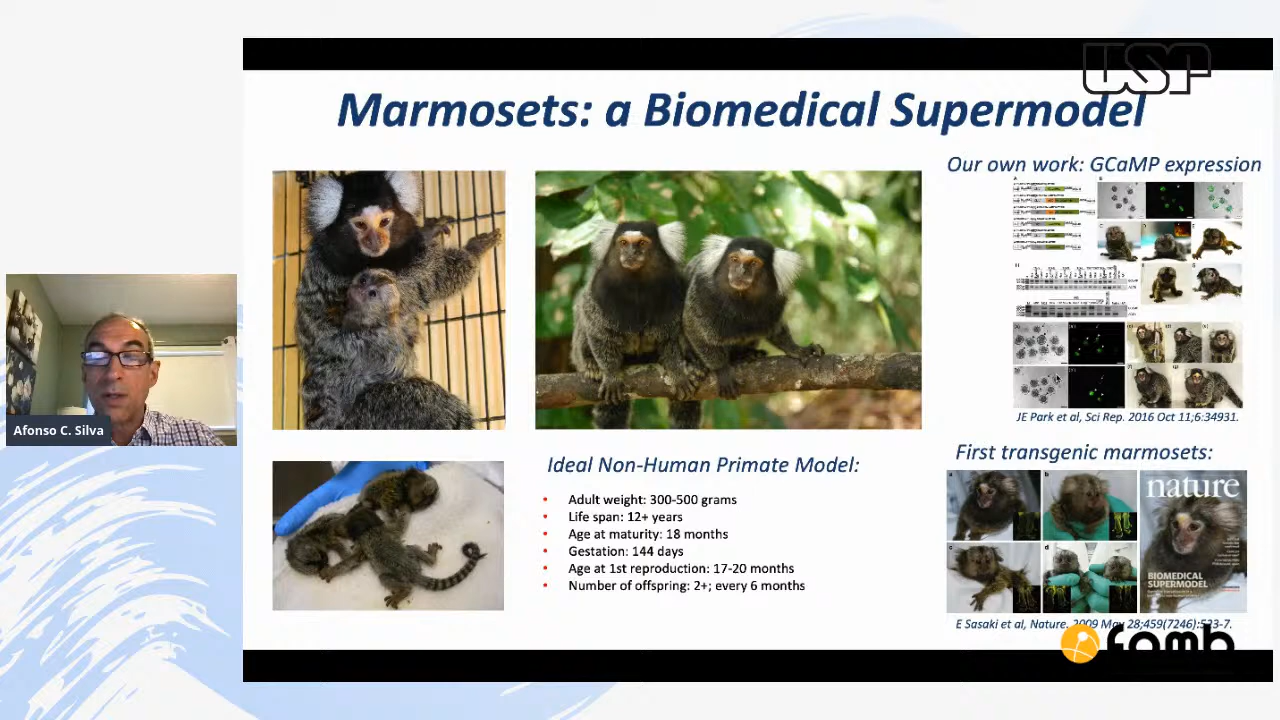 USP
Marmosets: a Biomedical Supermodel
Our own work: GCaMP expression
JE Park et al, Sci Rep. 2016 Oct 11;6:34931.
Afonso C. Silva
Ideal Non-Human Primate Model:
• Adult weight: 300-500 grams
• Life span: 12+ years
• Age at maturity: 18 months
• Gestation: 144 days
• Age at 1st reproduction: 17-20 months
• Number of offspring: 2+; every 6 months
First transgenic marmosets:
nature
BIOMEDICAL
SUPERMODEL
E Sasaki et al, Nature. 2009 May 28;459(7246):523-7.
famb